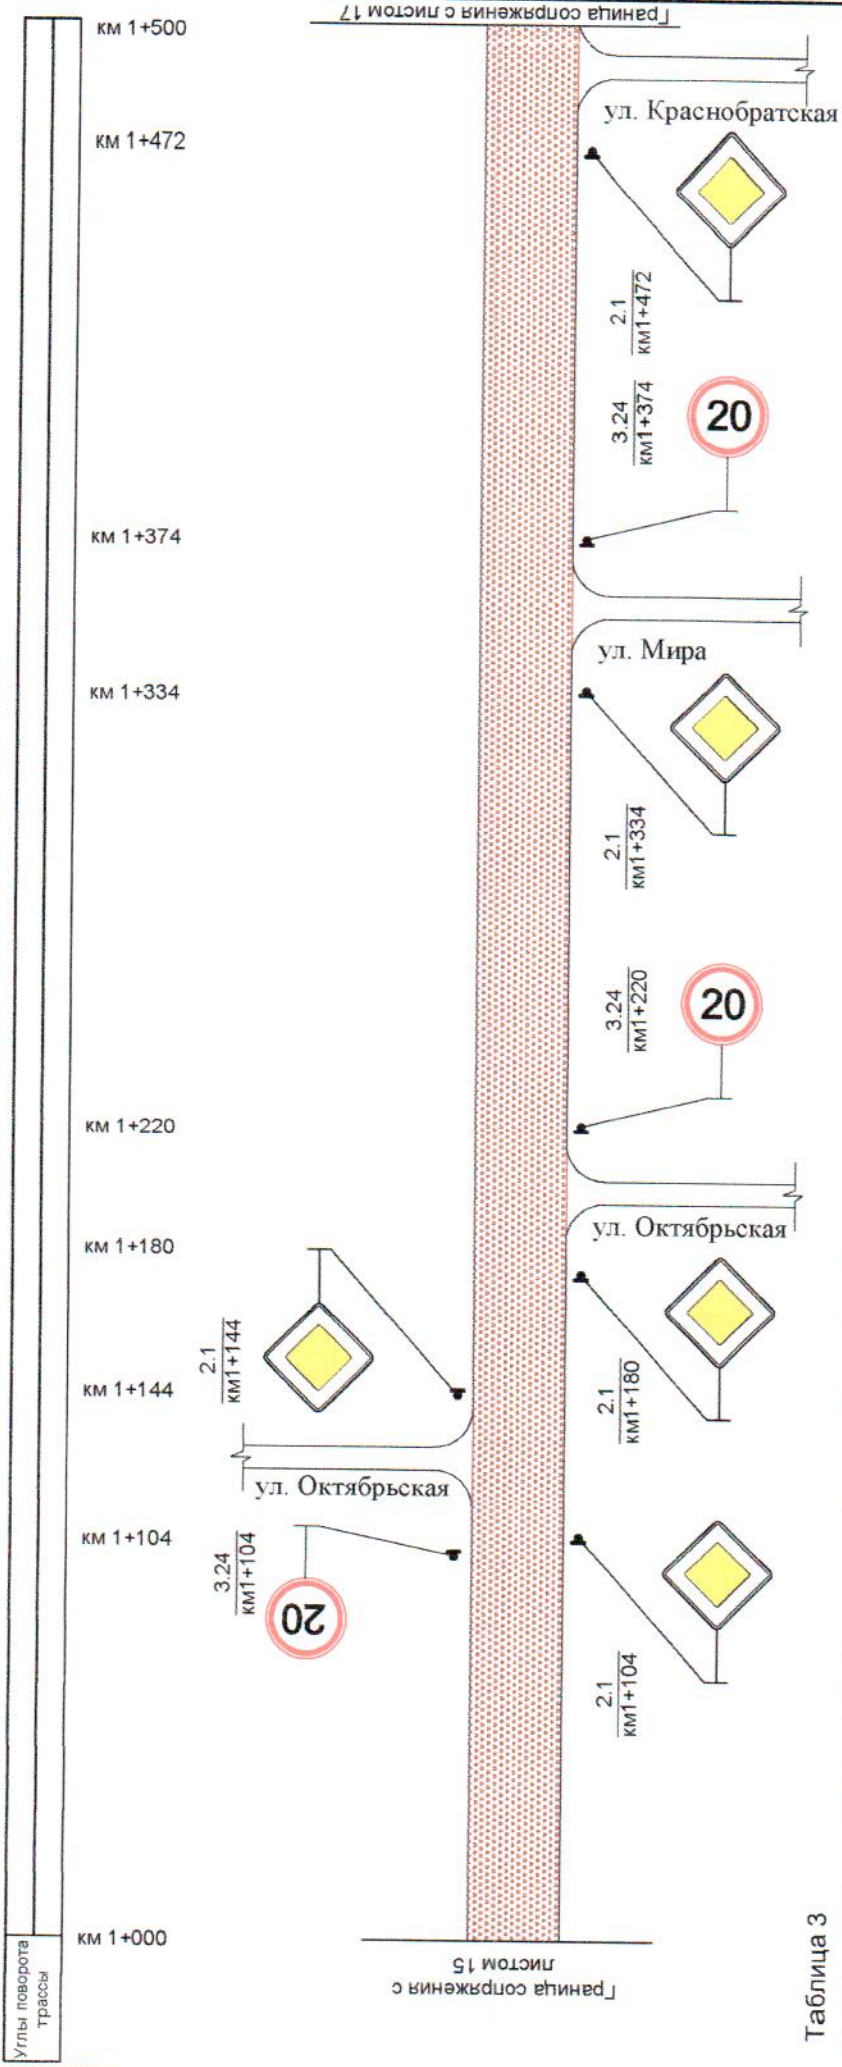 Граница сопряжения с листом 17
км 1+500
ул. Краснобратская
км 1+472
2.1
км1+472
3.24
км1+374
20
км 1+374
ул. Мира
км 1+334
2.1
км1+334
3.24
км1+220
20
км 1+220
ул. Октябрьская
км 1+180
2.1
км1+144
2.1
км1+180
км 1+144
ул. Октябрьская
км 1+104
3.24
км1+104
20
2.1
км1+104
км 1+000
Граница сопряжения с
листом 15
Углы поворота
трассы
Таблица 3